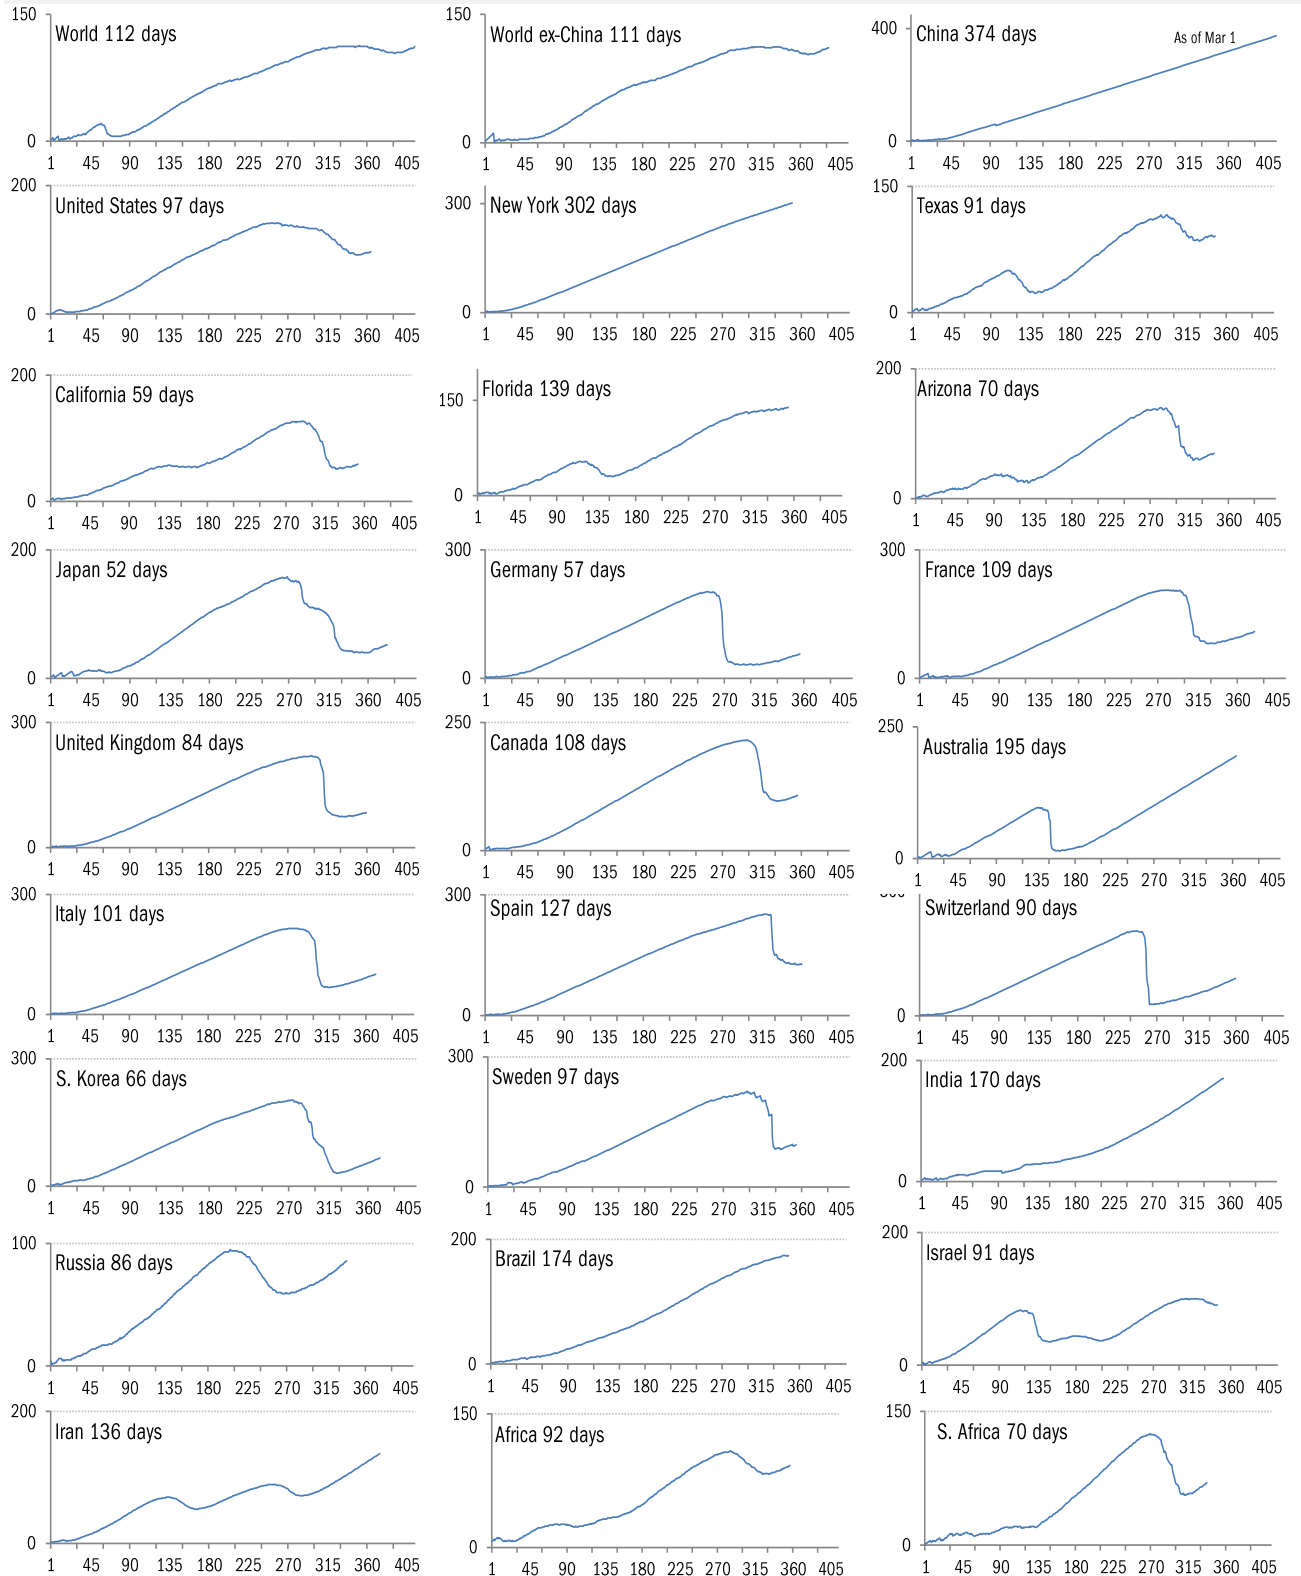 150
World 112 days
0
1 45 90 135 180 225 270 315 360 405
150
World ex-China 111 days
0
1 45 90 135 180 225 270 315 360 405
400
China 374 days
As of Mar 1
0
1 45 90 135 180 225 270 315 360 405
200
United States 97 days
0
1 45 90 135 180 225 270 315 360 405
300
New York 302 days
0
1 45 90 135 180 225 270 315 360 405
150
Texas 91 days
0
1 45 90 135 180 225 270 315 360 405
200
California 59 days
0
1 45 90 135 180 225 270 315 360 405
Florida 139 days
150
0
1 45 90 135 180 225 270 315 360 405
200
Arizona 70 days
0
1 45 90 135 180 225 270 315 360 405
200
Japan 52 days
0
1 45 90 135 180 225 270 315 360 405
300
Germany 57 days
0
1 45 90 135 180 225 270 315 360 405
300
France 109 days
0
1 45 90 135 180 225 270 315 360 405
300
United Kingdom 84 days
0
1 45 90 135 180 225 270 315 360 405
250
Canada 108 days
0
1 45 90 135 180 225 270 315 360 405
250
Australia 195 days
0
1 45 90 135 180 225 270 315 360 405
300
Italy 101 days
0
1 45 90 135 180 225 270 315 360 405
300
Spain 127 days
0
1 45 90 135 180 225 270 315 360 405
Switzerland 90 days
0
1 45 90 135 180 225 270 315 360 405
300
S. Korea 66 days
0
1 45 90 135 180 225 270 315 360 405
300
Sweden 97 days
0
1 45 90 135 180 225 270 315 360 405
200
India 170 days
0
1 45 90 135 180 225 270 315 360 405
100
Russia 86 days
0
1 45 90 135 180 225 270 315 360 405
200
Brazil 174 days
0
1 45 90 135 180 225 270 315 360 405
200
Israel 91 days
0
1 45 90 135 180 225 270 315 360 405
200
Iran 136 days
0
1 45 90 135 180 225 270 315 360 405
150
Africa 92 days
0
1 45 90 135 180 225 270 315 360 405
150
S. Africa 70 days
0
1 45 90 135 180 225 270 315 360 405